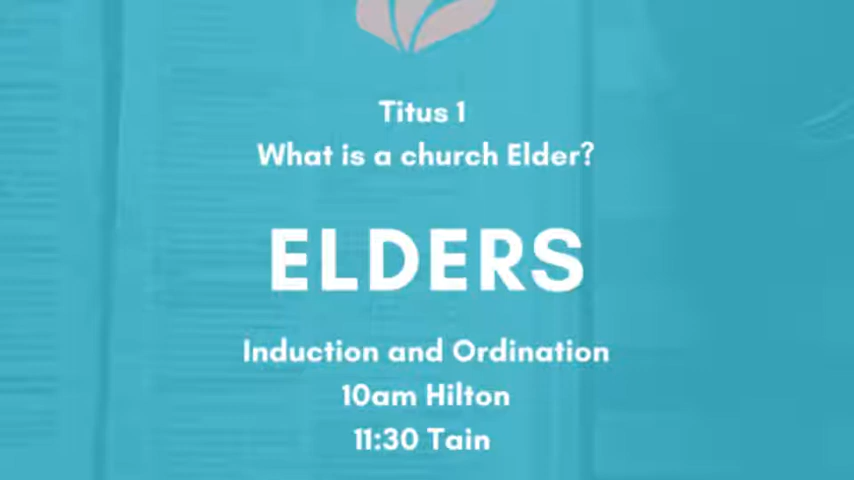 Titus 1
What is a church Elder?
ELDERS
Induction and Ordination
10am Hilton
11:30 Tain